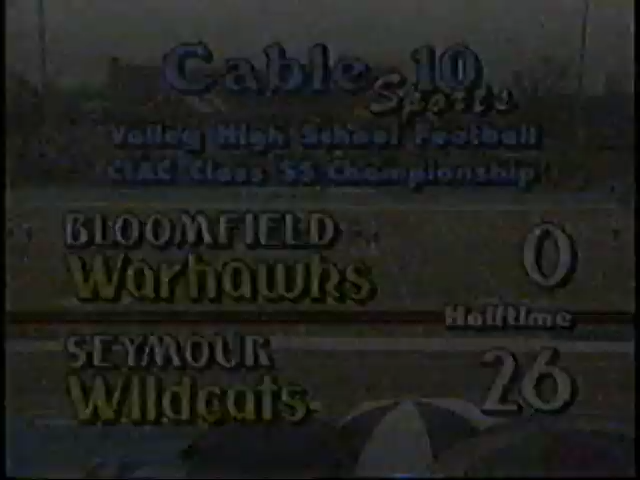 Cable 10
Sports
Valley High School Football
CIAC Class SS Championship
BLOOMFIELD
Warhawks 0
Halftime
SEYMOUR
Wildcats 26